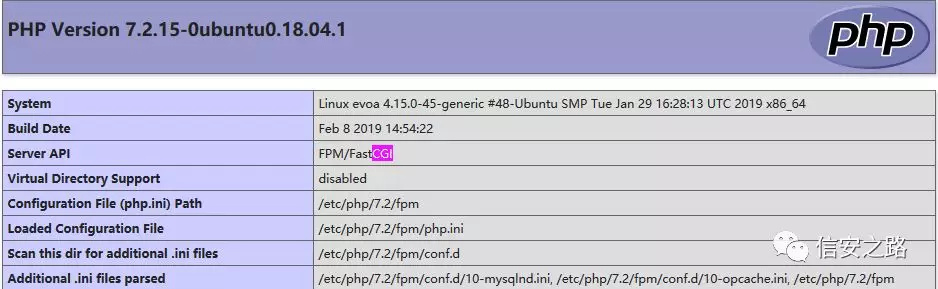 PHP Version 7.2.15-0ubuntu0.18.04.1
php
System Linux evoa 4.15.0-45-generic #48-Ubuntu SMP Tue Jan 29 16:28:13 UTC 2019 x86_64
Build Date Feb 8 2019 14:54:22
Server API FPM/FastCGI
Virtual Directory Support disabled
Configuration File (php.ini) Path /etc/php/7.2/fpm
Loaded Configuration File /etc/php/7.2/fpm/php.ini
Scan this dir for additional .ini files /etc/php/7.2/fpm/conf.d
信安之路
Additional .ini files parsed /etc/php/7.2/fpm/conf.d/10-mysqlnd.ini, /etc/php/7.2/fpm/conf.d/10-opcache.ini, /etc/php/7.2/fpm